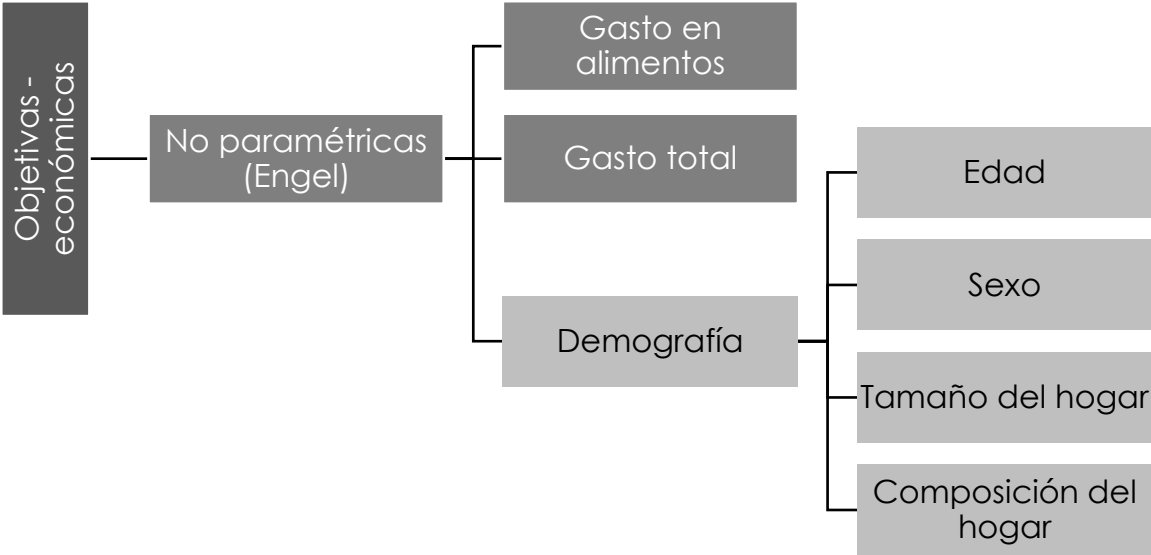 Objetivas -
económicas
No paramétricas
(Engel)
Gasto en
alimentos
Gasto total
Demografía
Edad
Sexo
Tamaño del hogar
Composición del
hogar